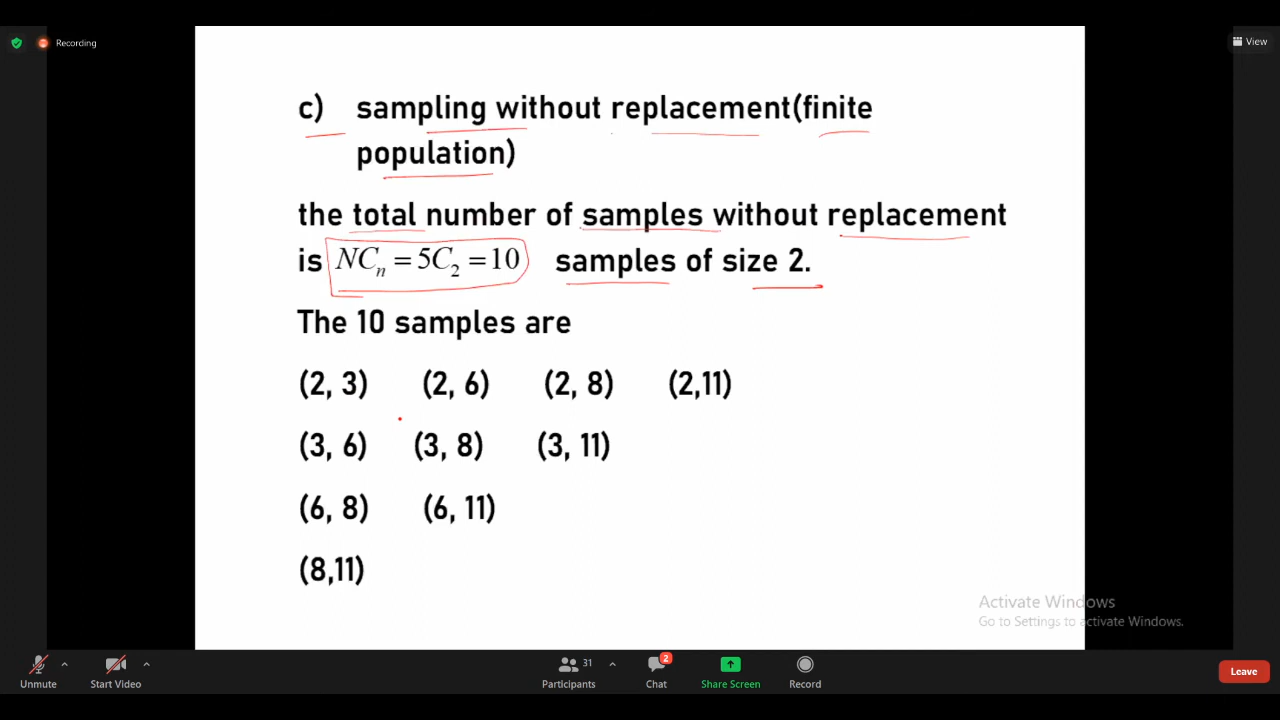 Recording
View
c) sampling without replacement(finite
population)
the total number of samples without replacement
is NCn = 5C2 = 10 samples of size 2.
The 10 samples are
(2, 3) (2, 6) (2, 8) (2,11)
(3, 6) (3, 8) (3, 11)
(6, 8) (6, 11)
(8,11)
Activate Windows
Go to Settings to activate Windows.
31
2
Unmute Start Video Participants Chat Share Screen Record Leave